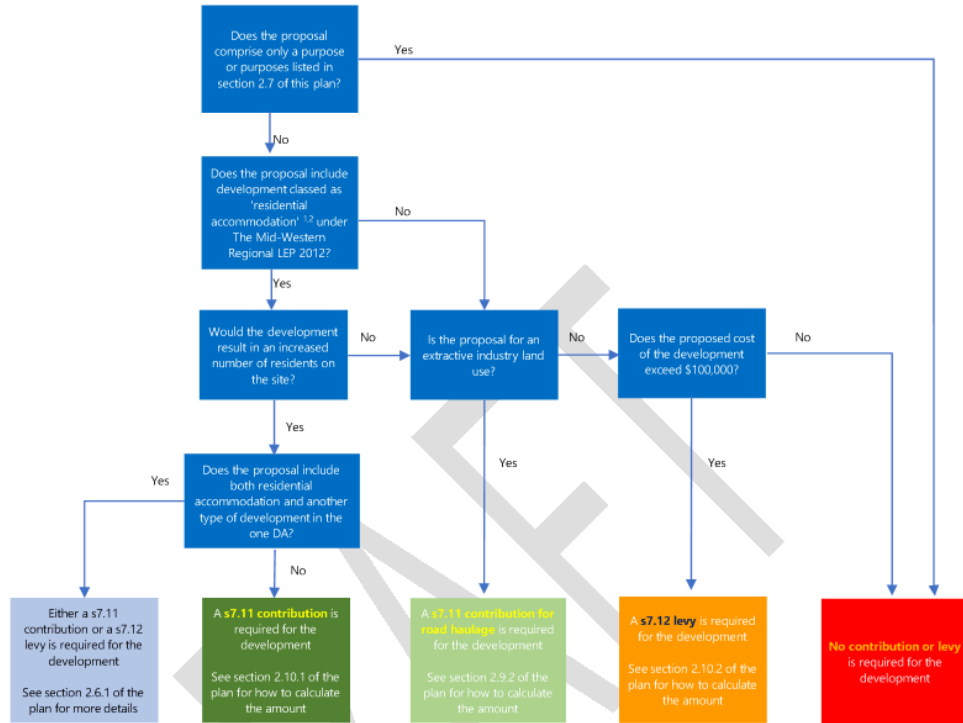 Does the proposal
comprise only a purpose
or purposes listed in
section 2.7 of this plan?
Yes
No
Does the proposal include
development classed as
'residential
accommodation' 1,2 under
The Mid-Western
Regional LEP 2012?
No
Yes
Would the development
result in an increased
number of residents on
the site?
No
Is the proposal for an
extractive industry land
use?
No
Does the proposed cost
of the development
exceed $100,000?
No
Yes
Yes
Yes
Does the proposal include
both residential
accommodation and another
type of development in the
one DA?
Yes
No
Either a s7.11
contribution or a s7.12
levy is required for the
development
See section 2.6.1 of the
plan for more details
A s7.11 contribution is
required for the
development
See section 2.10.1 of the
plan for how to calculate
the amount
A s7.11 contribution for
road haulage is required
for the development
See section 2.9.2 of the
plan for how to calculate
the amount
A s7.12 levy is required
for the development
See section 2.10.2 of the
plan for how to calculate
the amount
No contribution or levy
is required for the
development
DRAFT